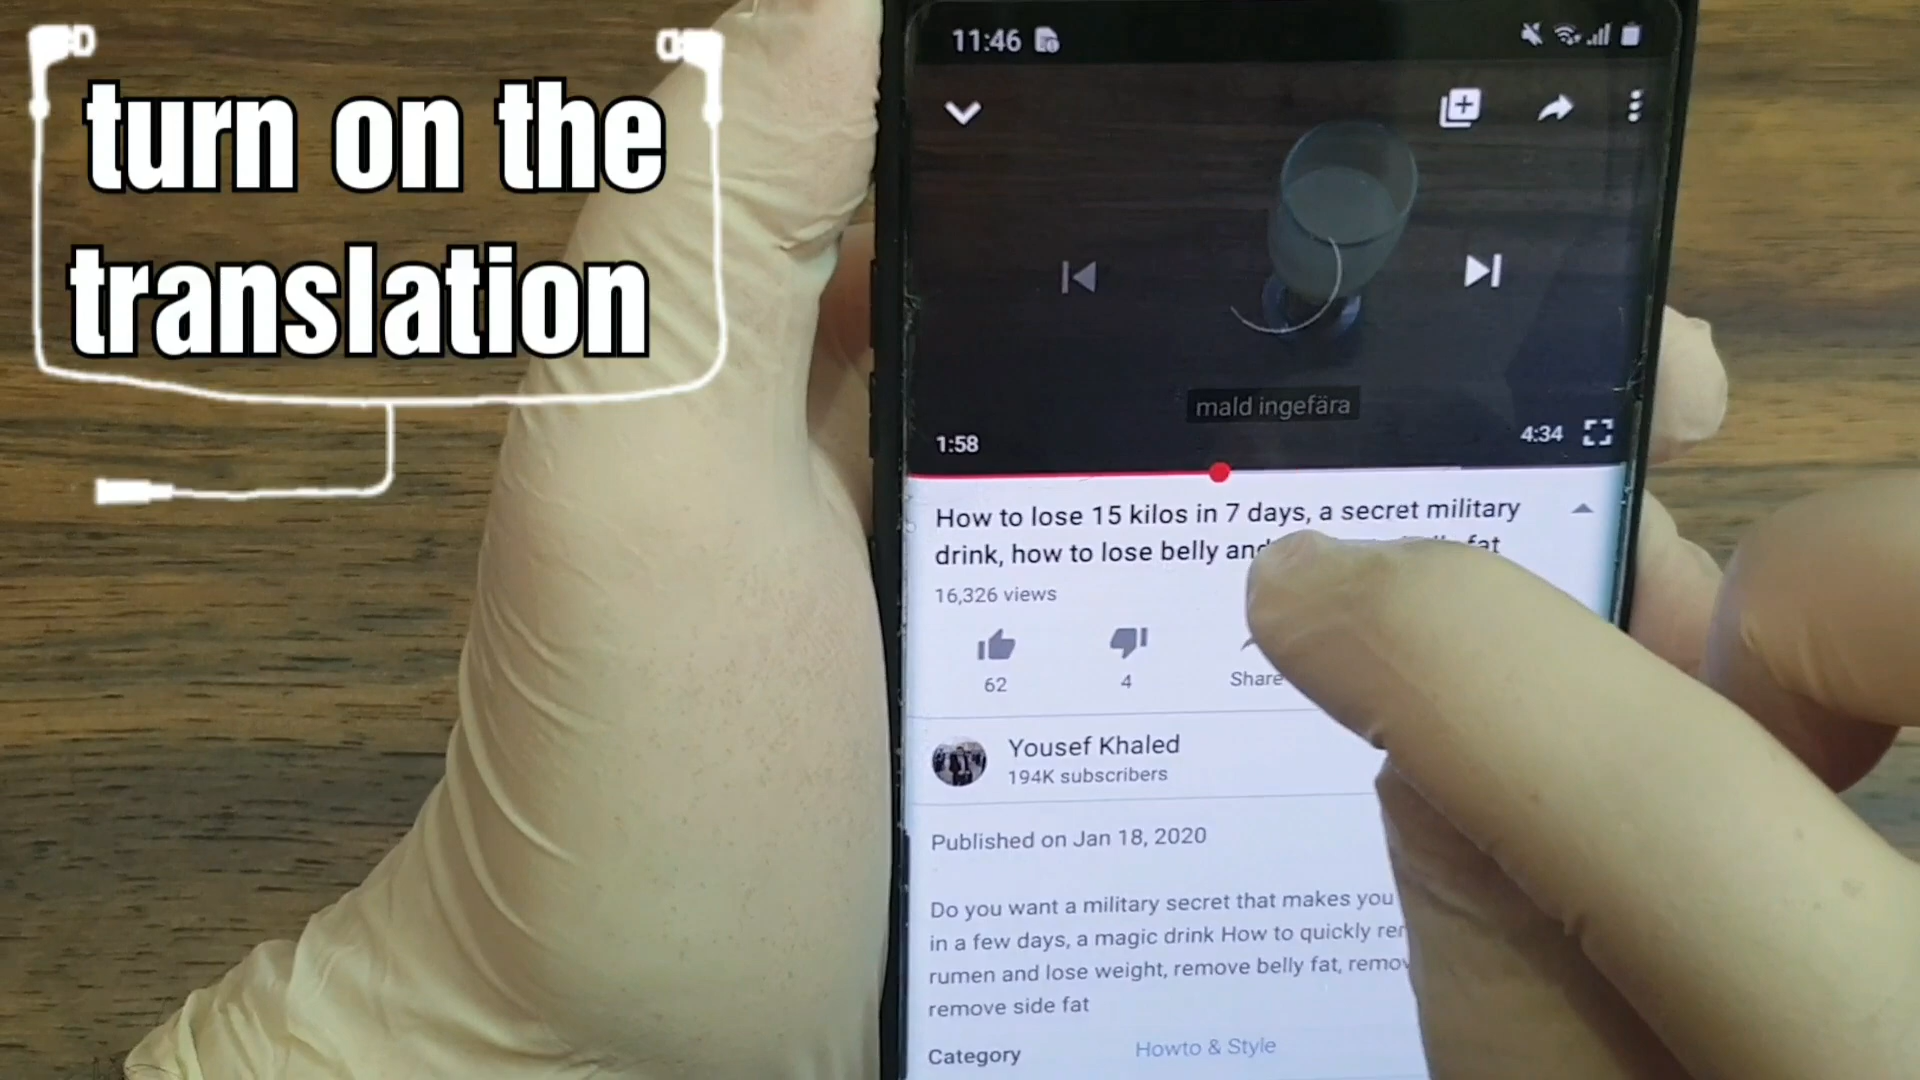 turn on the
translation
11:46
mald ingefära
1:58
4:34
How to lose 15 kilos in 7 days, a secret military
drink, how to lose belly and fat
16,326 views
62
4
Share
Yousef Khaled
194K subscribers
Published on Jan 18, 2020
Do you want a military secret that makes you
in a few days, a magic drink How to quickly
rumen and lose weight, remove belly fat,
remove side fat
Category
Howto & Style